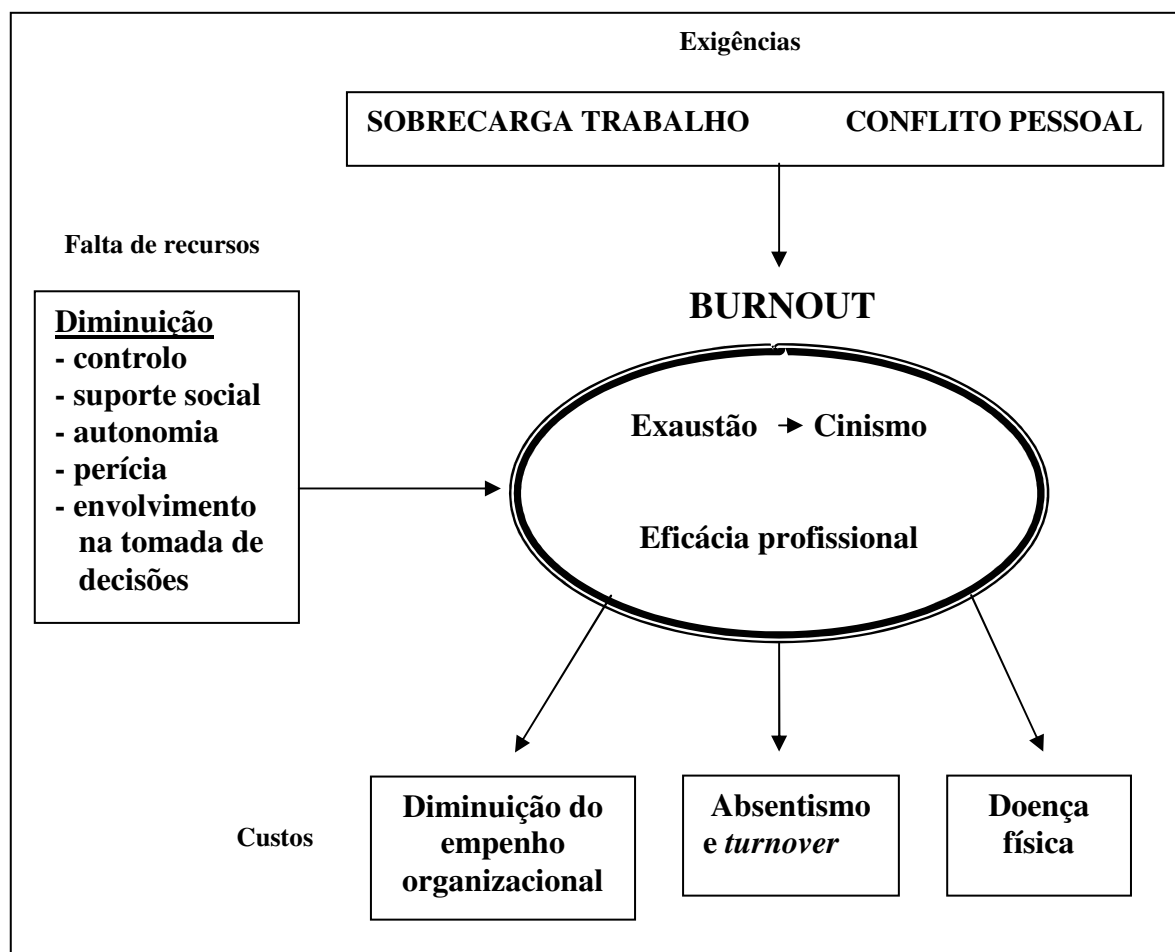 Exigências
SOBRECARGA TRABALHO CONFLITO PESSOAL
Falta de recursos
Diminuição
- controlo
- suporte social
- autonomia
- perícia
- envolvimento
na tomada de
decisões
BURNOUT
Exaustão Cinismo
Eficácia profissional
Custos
Diminuição do
empenho
organizacional
Absentismo
e turnover
Doença
física